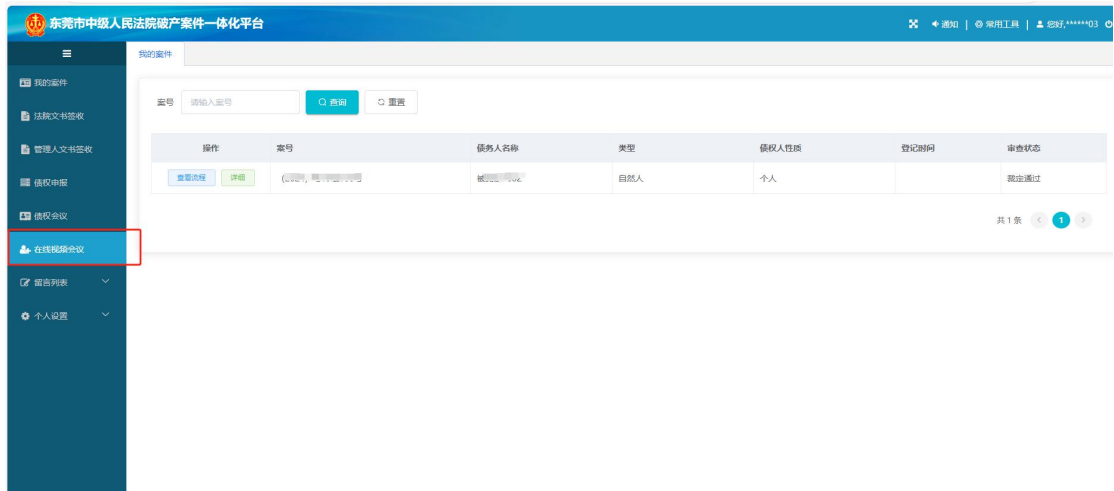 东莞市中级人民法院破产案件一体化平台
通知 | 常用工具 | 您好,******03
我的案件
我的案件
法院文书签收
管理人文书签收
债权申报
债权会议
在线视频会议
留言列表
个人设置
案号 请输入案号 查询 重置
操作 案号 债务人名称 类型 债权人性质 登记时间 审查状态
查看流程 详细 自然人 个人 裁定通过
共 1 条 1